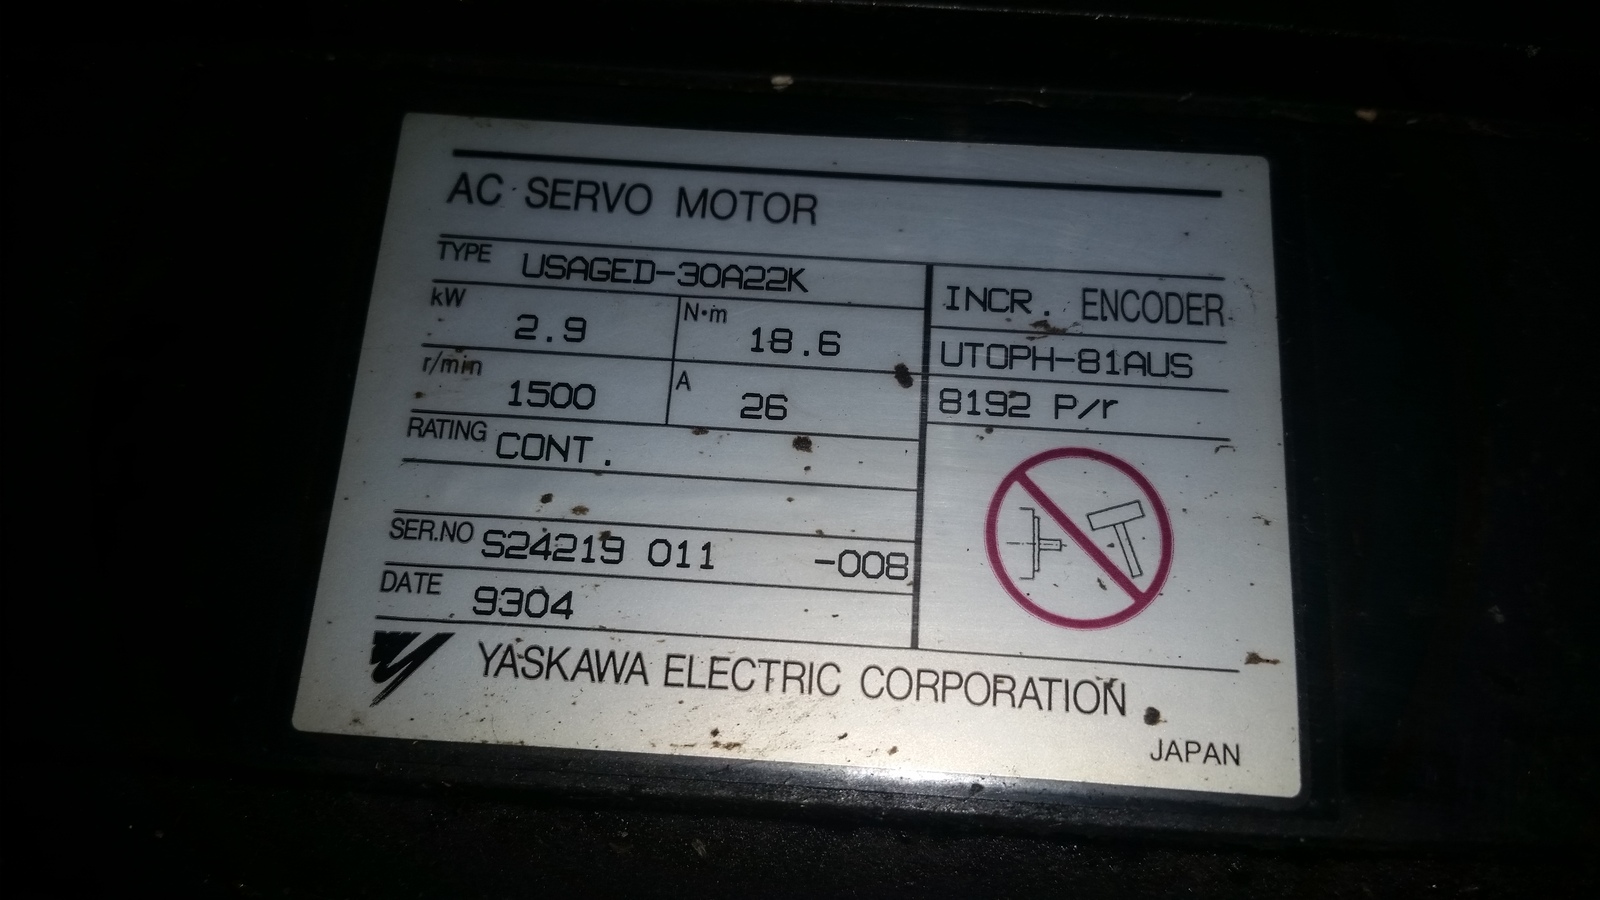 AC SERVO MOTOR
TYPE USAGED-30A22K
kW 2.9 N·m 18.6
r/min 1500 A 26
RATING CONT.
SER.NO S24219 011 -008
DATE 9304
INCR. ENCODER
UTOPH-81AUS
8192 P/r
YASKAWA ELECTRIC CORPORATION
JAPAN